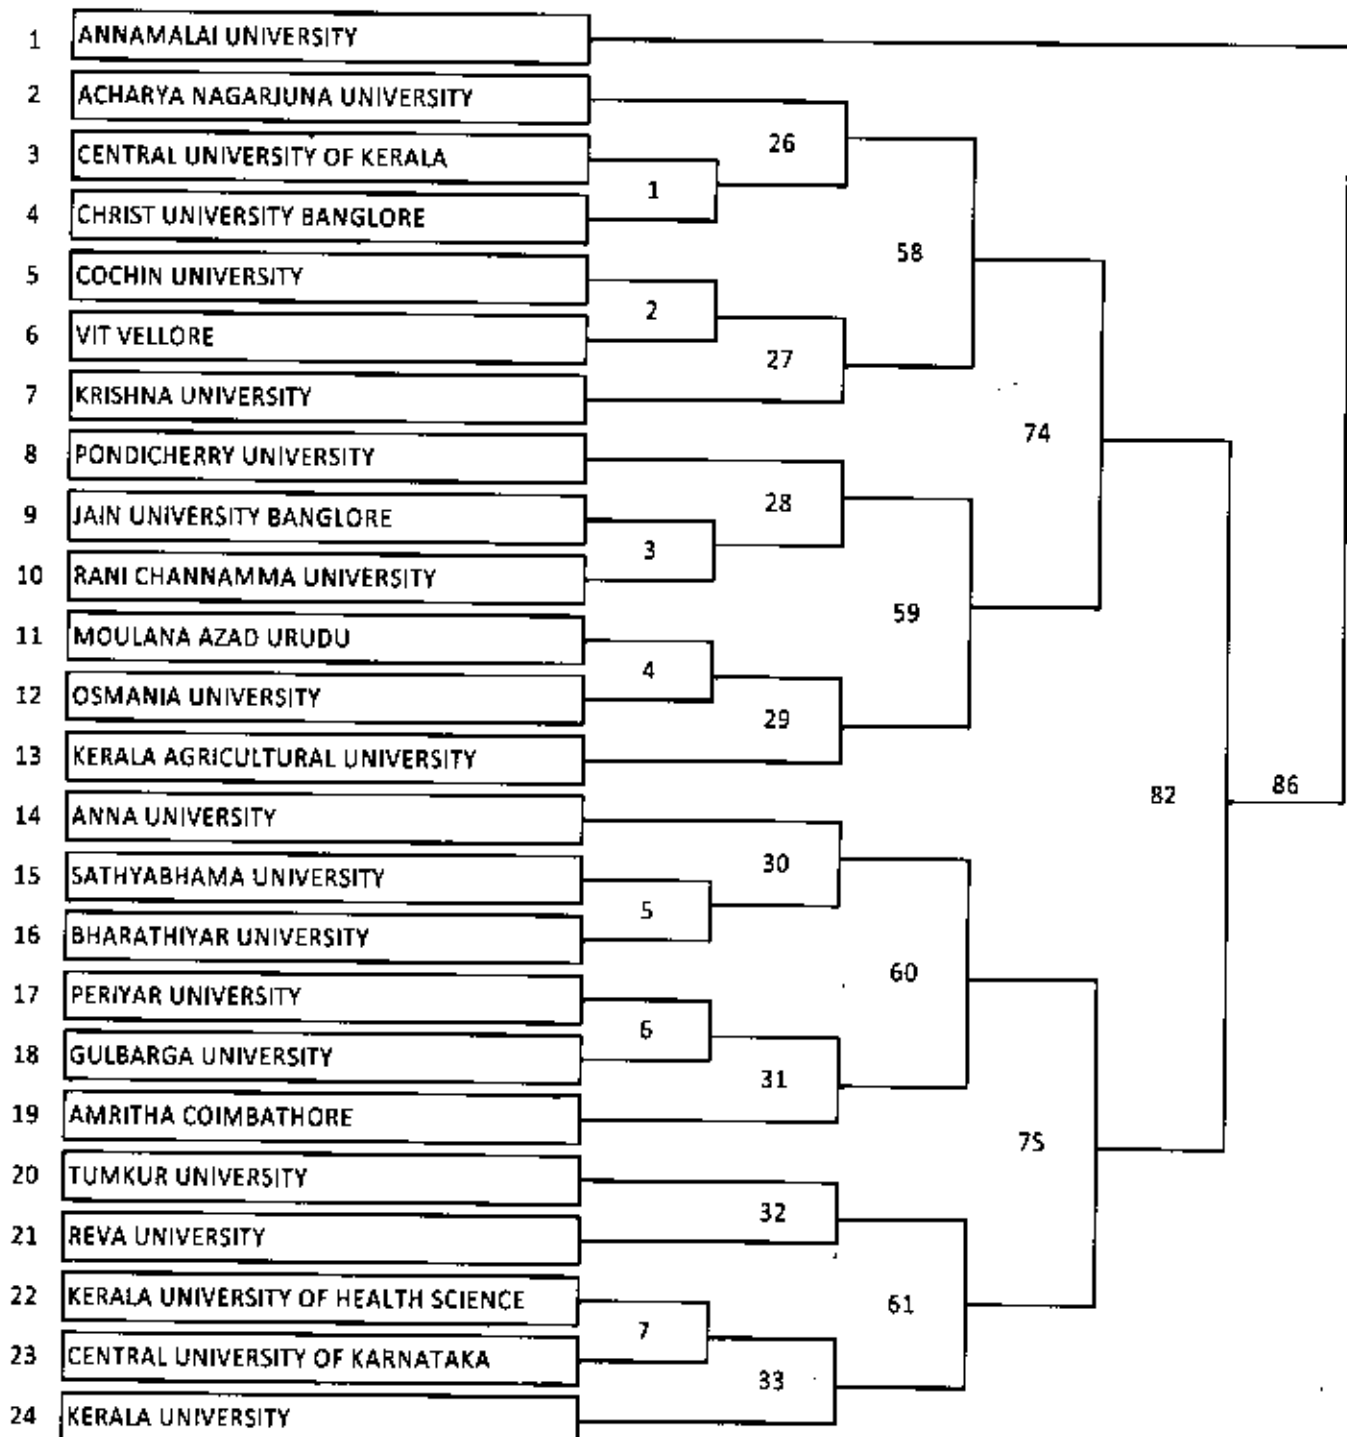 1 ANNAMALAI UNIVERSITY
2 ACHARYA NAGARJUNA UNIVERSITY
26
3 CENTRAL UNIVERSITY OF KERALA
1
4 CHRIST UNIVERSITY BANGLORE
58
5 COCHIN UNIVERSITY
2
6 VIT VELLORE
27
7 KRISHNA UNIVERSITY
74
8 PONDICHERRY UNIVERSITY
28
9 JAIN UNIVERSITY BANGLORE
3
10 RANI CHANNAMMA UNIVERSITY
59
11 MOULANA AZAD URUDU
4
12 OSMANIA UNIVERSITY
29
13 KERALA AGRICULTURAL UNIVERSITY
82 86
14 ANNA UNIVERSITY
30
15 SATHYABHAMA UNIVERSITY
5
16 BHARATHIYAR UNIVERSITY
60
17 PERIYAR UNIVERSITY
6
18 GULBARGA UNIVERSITY
31
19 AMRITHA COIMBATHORE
75
20 TUMKUR UNIVERSITY
32
21 REVA UNIVERSITY
22 KERALA UNIVERSITY OF HEALTH SCIENCE
61
7
23 CENTRAL UNIVERSITY OF KARNATAKA
33
24 KERALA UNIVERSITY